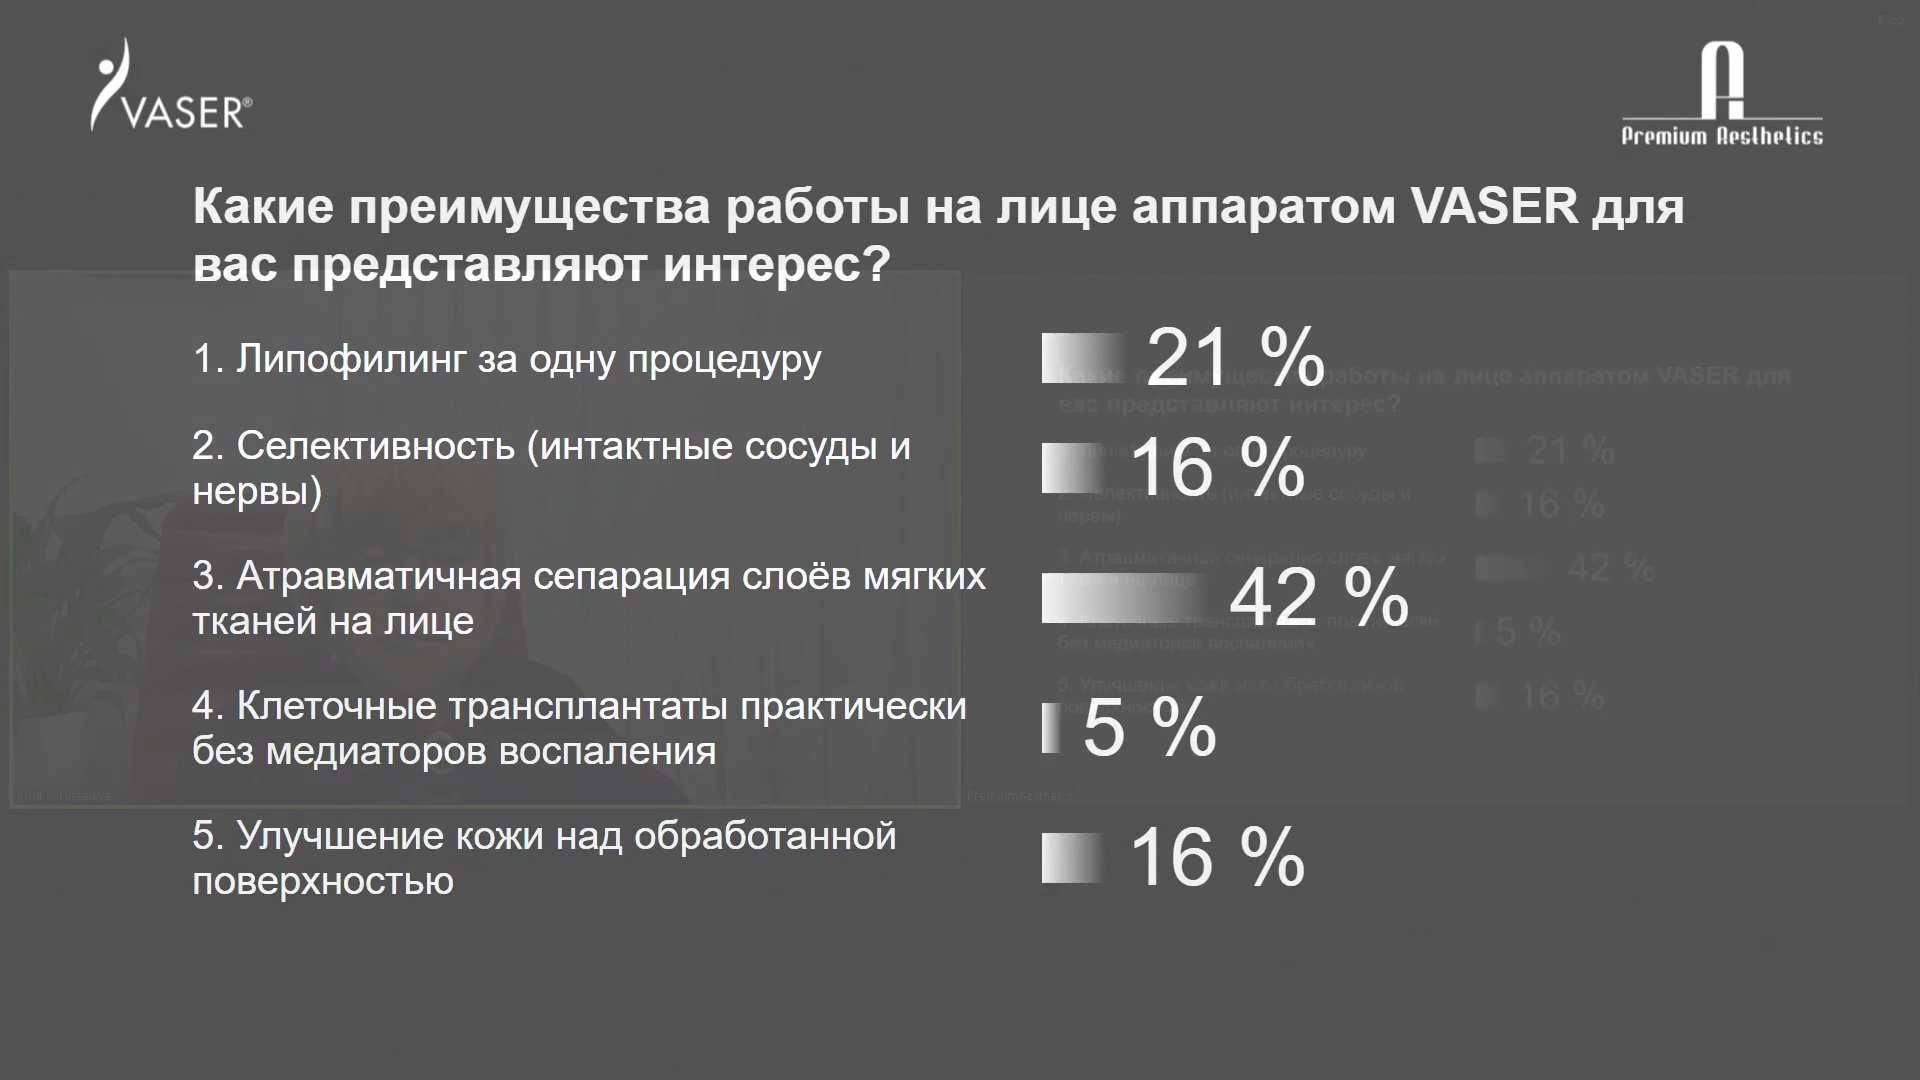 VASER®
Premium Aesthetics
Какие преимущества работы на лице аппаратом VASER для
вас представляют интерес?
1. Липофилинг за одну процедуру
21 %
2. Селективность (интактные сосуды и
нервы)
16 %
3. Атравматичная сепарация слоёв мягких
тканей на лице
42 %
4. Клеточные трансплантаты практически
без медиаторов воспаления
5 %
5. Улучшение кожи над обработанной
поверхностью
16 %